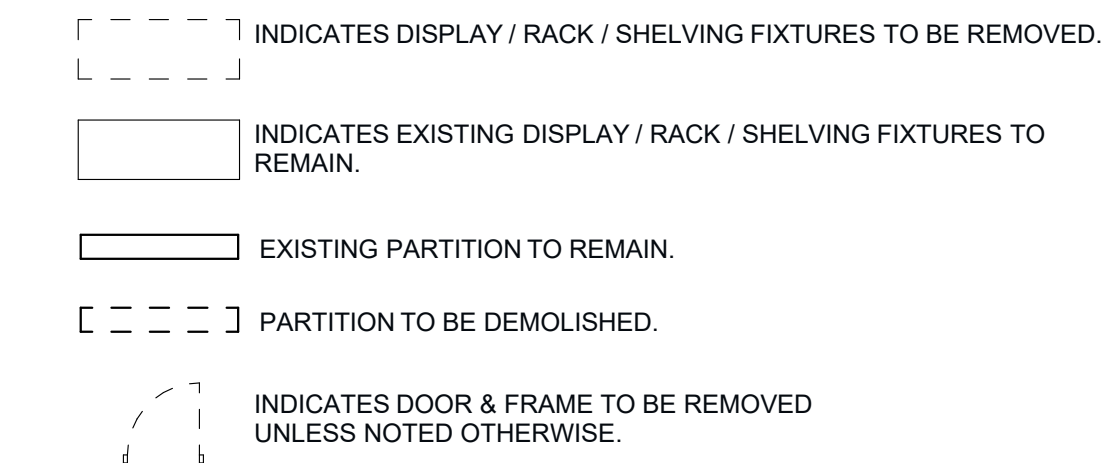 INDICATES DISPLAY / RACK / SHELVING FIXTURES TO BE REMOVED.
INDICATES EXISTING DISPLAY / RACK / SHELVING FIXTURES TO
REMAIN.
EXISTING PARTITION TO REMAIN.
PARTITION TO BE DEMOLISHED.
INDICATES DOOR & FRAME TO BE REMOVED
UNLESS NOTED OTHERWISE.